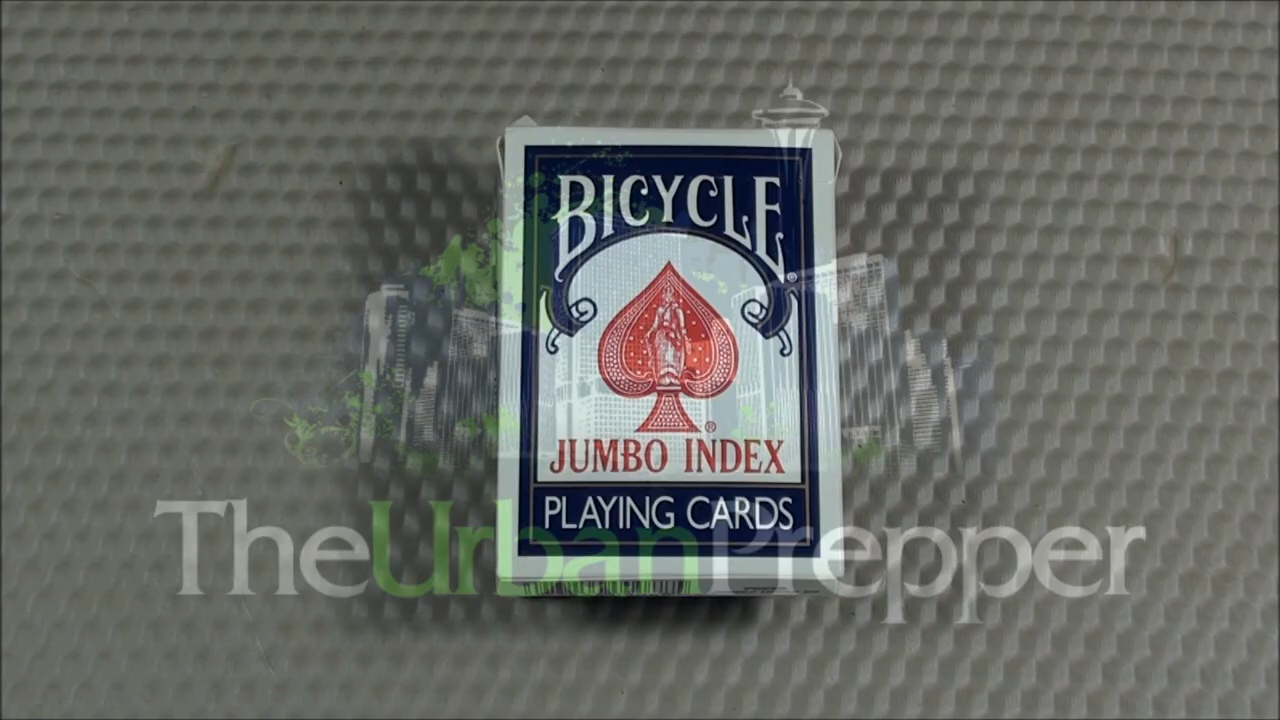 BICYCLE
®
®
JUMBO INDEX
PLAYING CARDS
TheUrbanPrepper